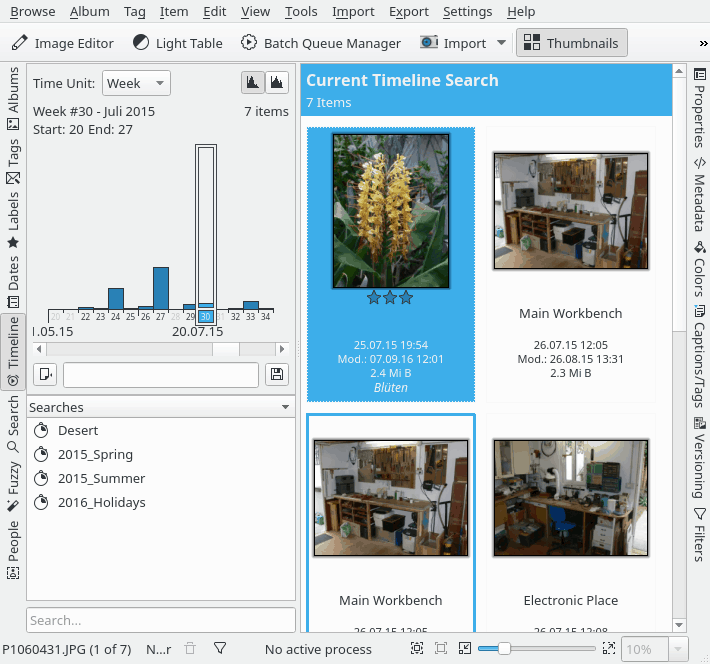 Browse Album Tag Item Edit View Tools Import Export Settings Help
Image Editor Light Table Batch Queue Manager Import Thumbnails »
Albums
Tags
Labels
Dates
Timeline
Search
Fuzzy
People
Time Unit: Week
Week #30 - Juli 2015 7 items
Start: 20 End: 27
20 21 22 23 24 25 26 27 28 29 30 31 32 33 34
.05.15 20.07.15
Searches
Desert
2015_Spring
2015_Summer
2016_Holidays
Search...
Current Timeline Search
7 Items
25.07.15 19:54
Mod.: 07.09.16 12:01
2.4 Mi B
Blüten
Main Workbench
26.07.15 12:05
Mod.: 26.08.15 13:31
2.3 Mi B
Main Workbench
26.07.15 12:05
Electronic Place
26.07.15 12:08
Properties
Metadata
Colors
Captions/Tags
Versioning
Filters
P1060431.JPG (1 of 7) N...r No active process 10%